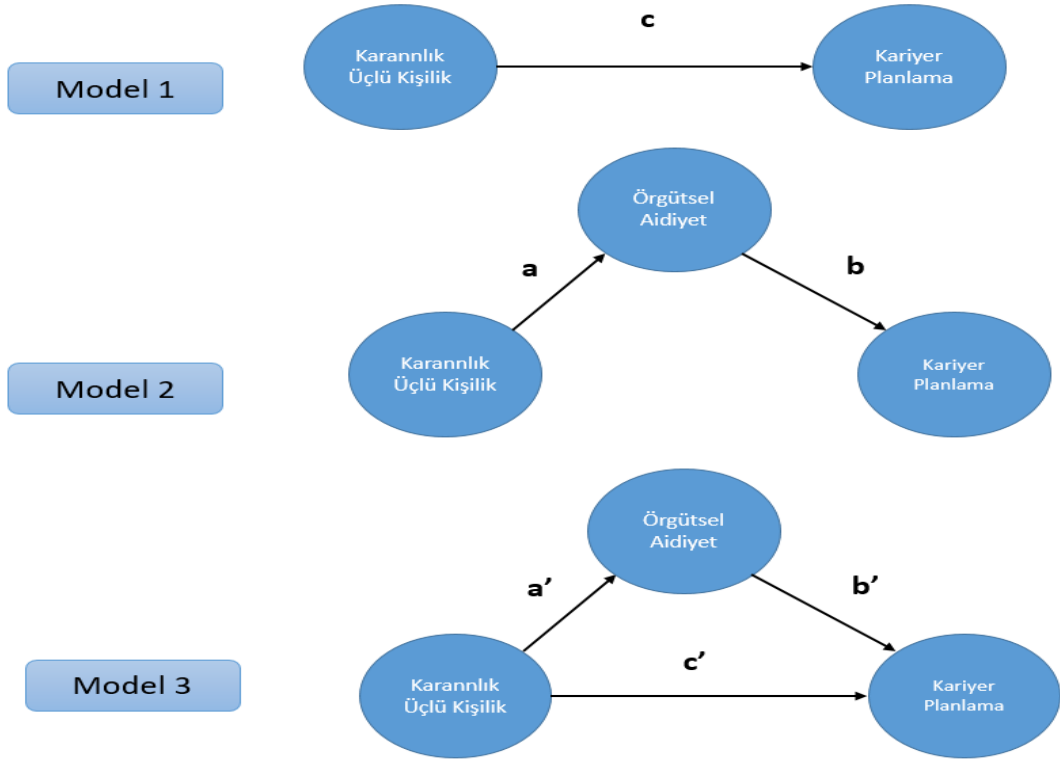 c
Karannlık
Üçlü Kişilik
Kariyer
Planlama
Model 1
Örgütsel
Aidiyet
a
b
Karannlık
Üçlü Kişilik
Kariyer
Planlama
Model 2
Örgütsel
Aidiyet
a’
b’
c’
Karannlık
Üçlü Kişilik
Kariyer
Planlama
Model 3